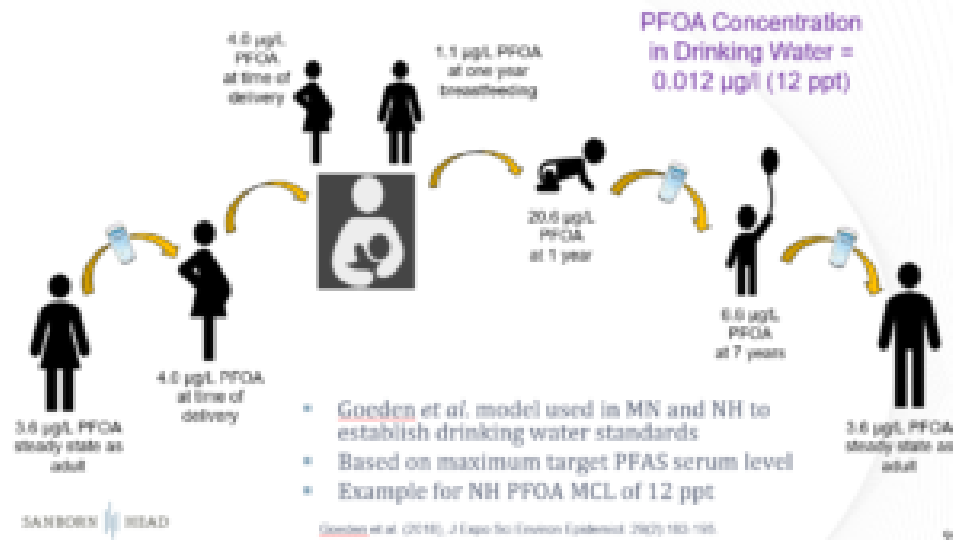 PFOA Concentration
in Drinking Water =
0.012 µg/l (12 ppt)
4.0 µg/L
PFOA
at time of
delivery
1.1 µg/L PFOA
at one year
breastfeeding
20.6 µg/L
PFOA
at 1 year
6.6 µg/L
PFOA
at 7 years
4.0 µg/L PFOA
at time of
delivery
3.6 µg/L PFOA
steady state as
adult
3.6 µg/L PFOA
steady state as
adult
Goeden et al. model used in MN and NH to
establish drinking water standards
Based on maximum target PFAS serum level
Example for NH PFOA MCL of 12 ppt
SANBORN HEAD
Goeden et al. J Expo Sci Environ Epidemiol.